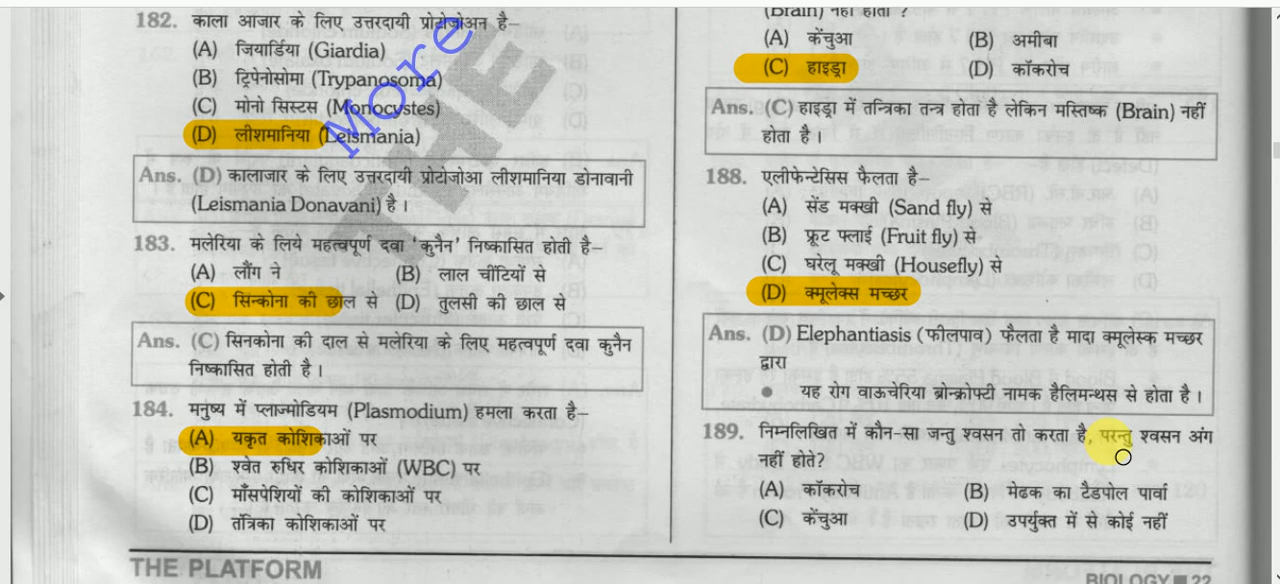 182. काला आजार के लिए उत्तरदायी प्रोटोजोअन है–
(A) जियार्डिया (Giardia)
(B) ट्रिपेनोसोमा (Trypanosoma)
(C) मोनो सिस्टस (Monocystes)
(D) लीशमानिया (Leismania)
Ans. (D) कालाजार के लिए उत्तरदायी प्रोटोजोआ लीशमानिया डोनावानी
(Leismania Donavani) है।
183. मलेरिया के लिये महत्वपूर्ण दवा 'कुनैन' निष्कासित होती है–
(A) लौंग ने (B) लाल चींटियों से
(C) सिन्कोना की छाल से (D) तुलसी की छाल से
Ans. (C) सिनकोना की दाल से मलेरिया के लिए महत्वपूर्ण दवा कुनैन
निष्कासित होती है।
184. मनुष्य में प्लाज्मोडियम (Plasmodium) हमला करता है–
(A) यकृत कोशिकाओं पर
(B) श्वेत रुधिर कोशिकाओं (WBC) पर
(C) माँसपेशियों की कोशिकाओं पर
(D) तंत्रिका कोशिकाओं पर
THE PLATFORM
More
THE
(Brain) नहीं होता ?
(A) केंचुआ (B) अमीबा
(C) हाइड्रा (D) कॉकरोच
Ans. (C) हाइड्रा में तन्त्रिका तन्त्र होता है लेकिन मस्तिष्क (Brain) नहीं
होता है।
188. एलीफेन्टेसिस फैलता है–
(A) सेंड मक्खी (Sand fly) से
(B) फ्रूट फ्लाई (Fruit fly) से
(C) घरेलू मक्खी (Housefly) से
(D) क्मूलेक्स मच्छर
Ans. (D) Elephantiasis (फीलपाव) फैलता है मादा क्मूलेस्क मच्छर
द्वारा
● यह रोग वाऊचेरिया ब्रोन्क्रोफ्टी नामक हैलिमन्थस से होता है।
189. निम्नलिखित में कौन-सा जन्तु श्वसन तो करता है, परन्तु श्वसन अंग
नहीं होते?
(A) कॉकरोच (B) मेढक का टैडपोल पार्वा
(C) केंचुआ (D) उपर्युक्त में से कोई नहीं
BIOLOGY ■ 22